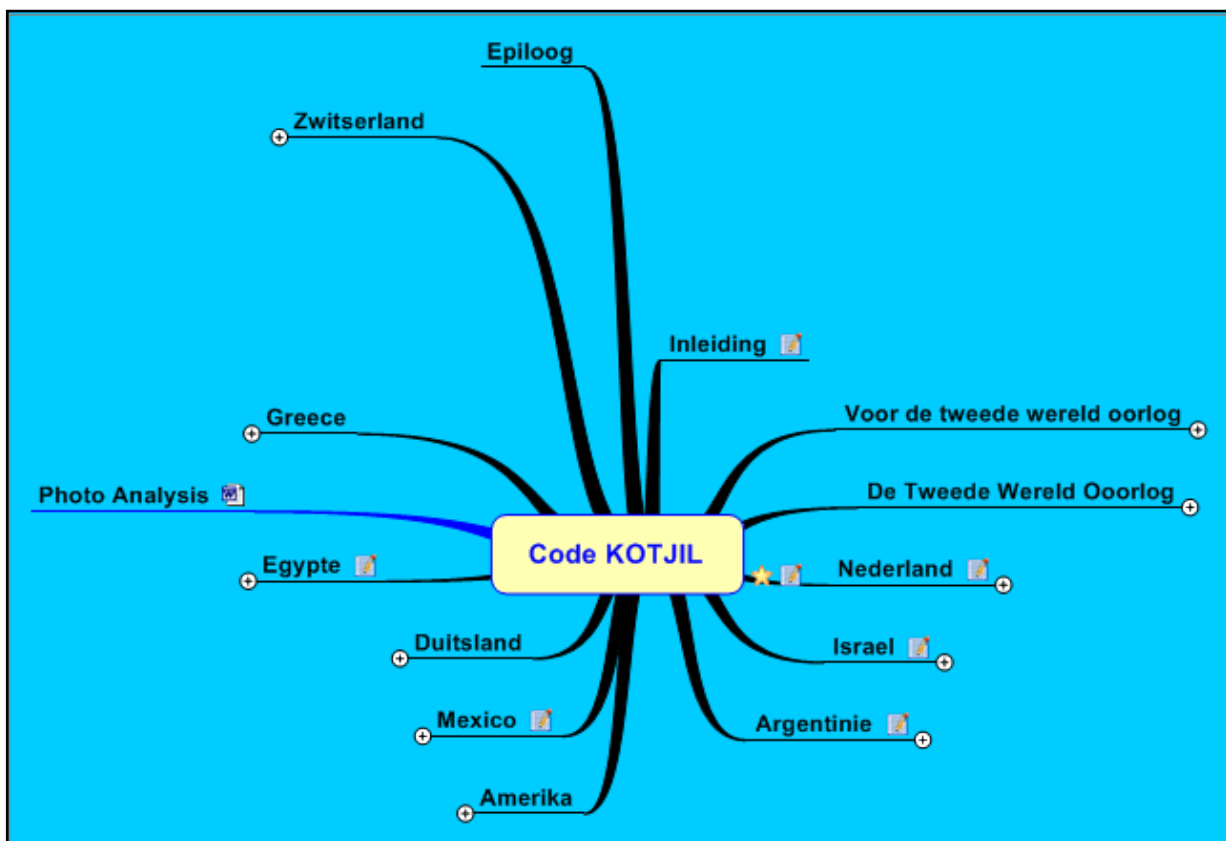 Epiloog
Zwitserland
Inleiding
Greece
Voor de tweede wereld oorlog
Photo Analysis
De Tweede Wereld Ooorlog
Code KOTJIL
Egypte
Nederland
Duitsland
Israel
Mexico
Argentinie
Amerika